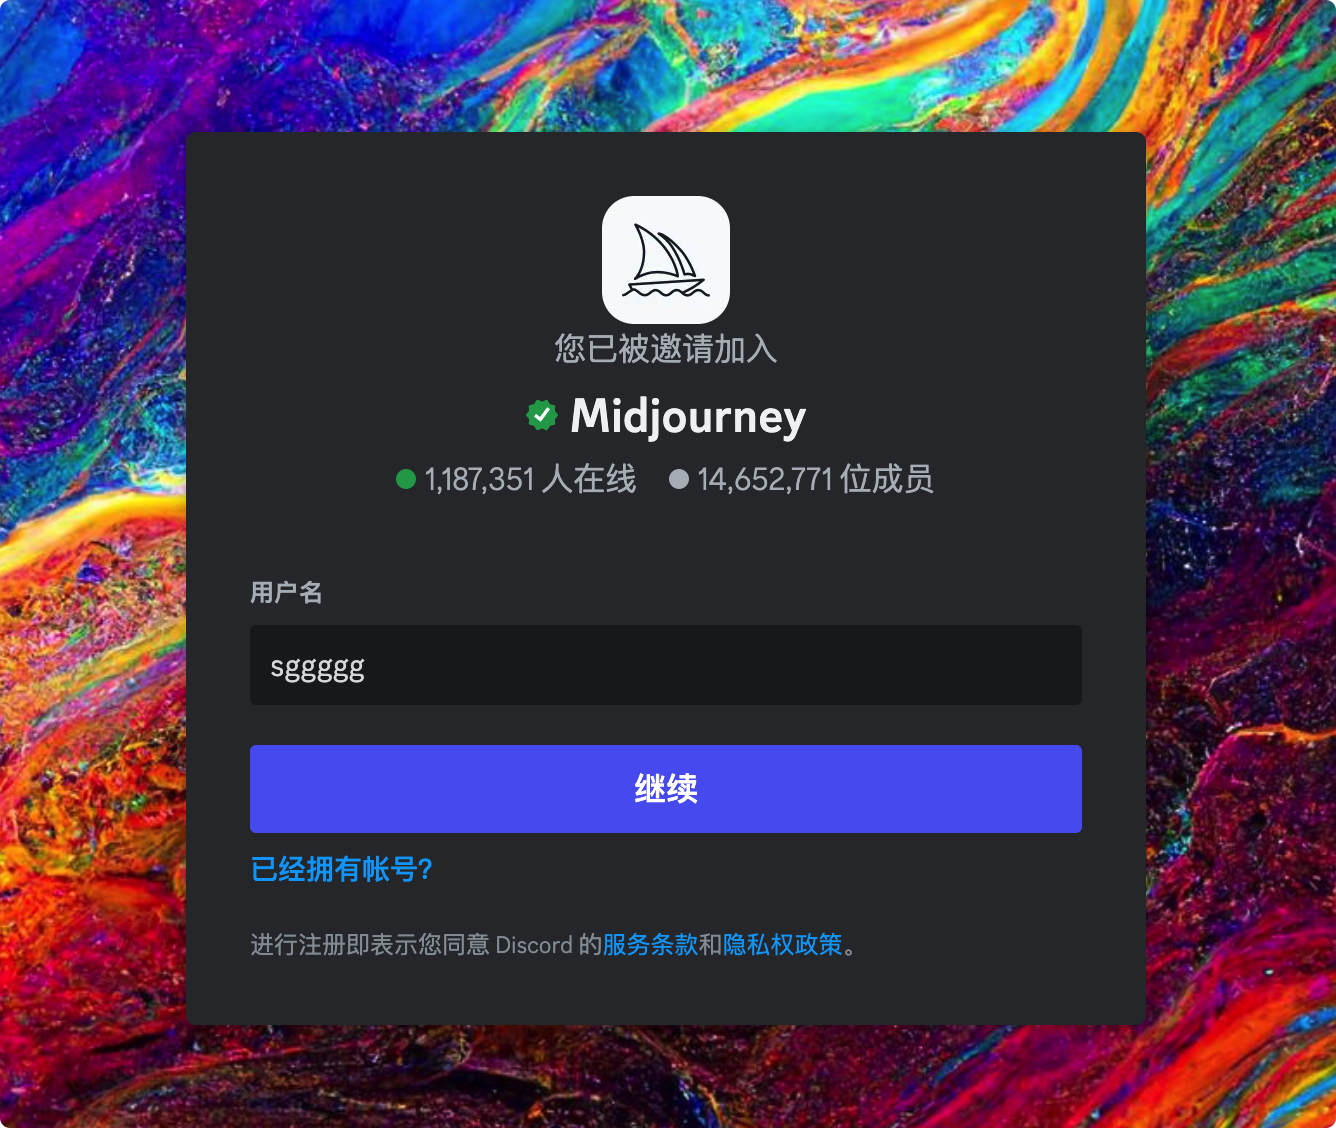 您已被邀请加入
Midjourney
1,187,351 人在线 14,652,771 位成员
用户名
sggggg
继续
已经拥有帐号?
进行注册即表示您同意 Discord 的服务条款和隐私权政策。